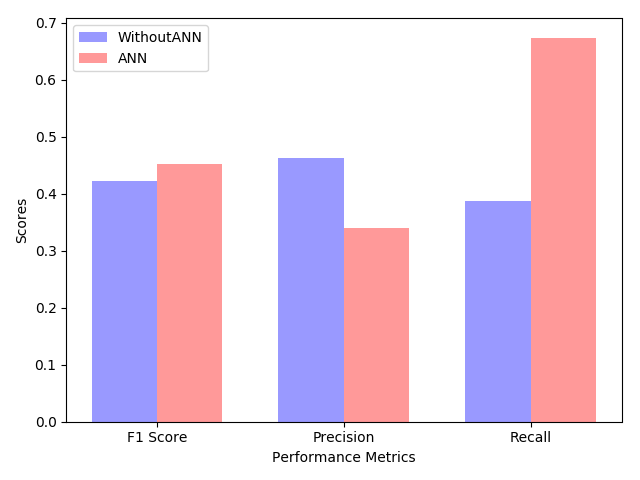 WithoutANN
ANN
0.7
0.6
0.5
0.4
0.3
0.2
0.1
0.0
Scores
F1 Score Precision Recall
Performance Metrics